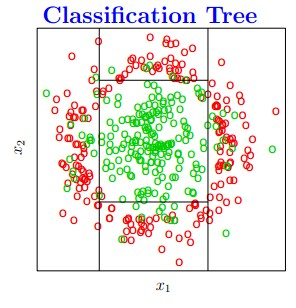 Classification Tree
x₂
x₁